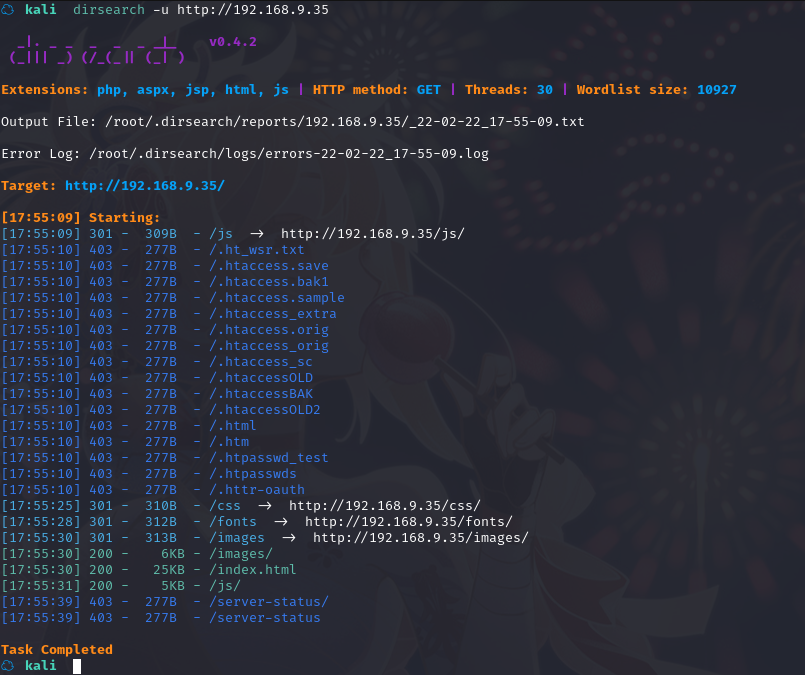 kali dirsearch -u http://192.168.9.35
_|. _ _  _  _  _ _|_    v0.4.2
(_||| _) (/_(_|| (_| )
Extensions: php, aspx, jsp, html, js | HTTP method: GET | Threads: 30 | Wordlist size: 10927
Output File: /root/.dirsearch/reports/192.168.9.35/_22-02-22_17-55-09.txt
Error Log: /root/.dirsearch/logs/errors-22-02-22_17-55-09.log
Target: http://192.168.9.35/
[17:55:09] Starting:
[17:55:09] 301 -  309B  - /js  ->  http://192.168.9.35/js/
[17:55:10] 403 -  277B  - /.ht_wsr.txt
[17:55:10] 403 -  277B  - /.htaccess.save
[17:55:10] 403 -  277B  - /.htaccess.bak1
[17:55:10] 403 -  277B  - /.htaccess.sample
[17:55:10] 403 -  277B  - /.htaccess_extra
[17:55:10] 403 -  277B  - /.htaccess.orig
[17:55:10] 403 -  277B  - /.htaccess_orig
[17:55:10] 403 -  277B  - /.htaccess_sc
[17:55:10] 403 -  277B  - /.htaccessOLD
[17:55:10] 403 -  277B  - /.htaccessBAK
[17:55:10] 403 -  277B  - /.htaccessOLD2
[17:55:10] 403 -  277B  - /.html
[17:55:10] 403 -  277B  - /.htm
[17:55:10] 403 -  277B  - /.htpasswd_test
[17:55:10] 403 -  277B  - /.htpasswds
[17:55:10] 403 -  277B  - /.httr-oauth
[17:55:25] 301 -  310B  - /css  ->  http://192.168.9.35/css/
[17:55:28] 301 -  312B  - /fonts  ->  http://192.168.9.35/fonts/
[17:55:30] 301 -  313B  - /images  ->  http://192.168.9.35/images/
[17:55:30] 200 -    6KB - /images/
[17:55:30] 200 -   25KB - /index.html
[17:55:31] 200 -    5KB - /js/
[17:55:39] 403 -  277B  - /server-status/
[17:55:39] 403 -  277B  - /server-status
Task Completed
kali